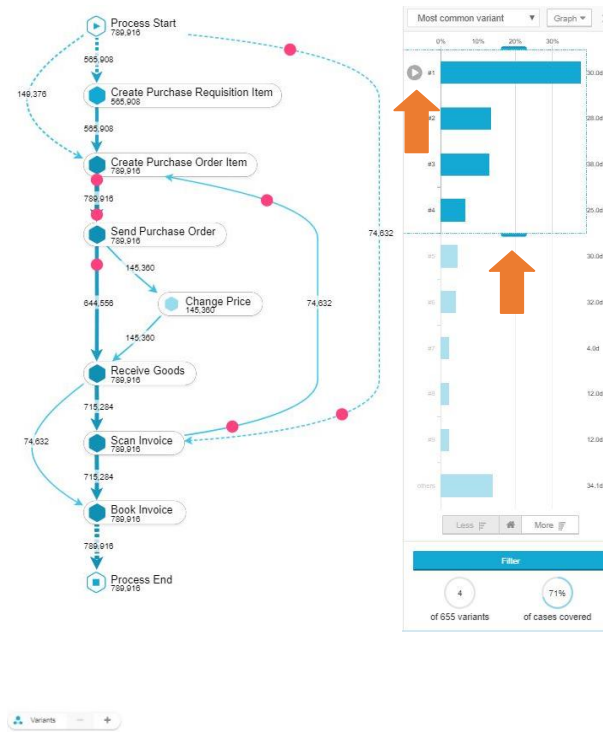 Process Start
789,916
Most common variant
Graph
0%
10%
20%
30%
565,908
149,376
#1
30.0d
Create Purchase Requisition Item
565,908
#2
28.0d
565,908
Create Purchase Order Item
789,916
#3
789,916
#4
25.0d
Send Purchase Order
789,916
74,632
#5
30.0d
145,360
644,556
Change Price
145,360
74,632
#6
32.0d
145,360
#7
4.0d
Receive Goods
789,916
#8
12.0d
715,284
74,632
Scan Invoice
789,916
#9
12.0d
715,284
others
34.1d
Book Invoice
789,916
Less
More
789,916
Filter
Process End
789,916
4
71%
of 655 variants
of cases covered
Variants